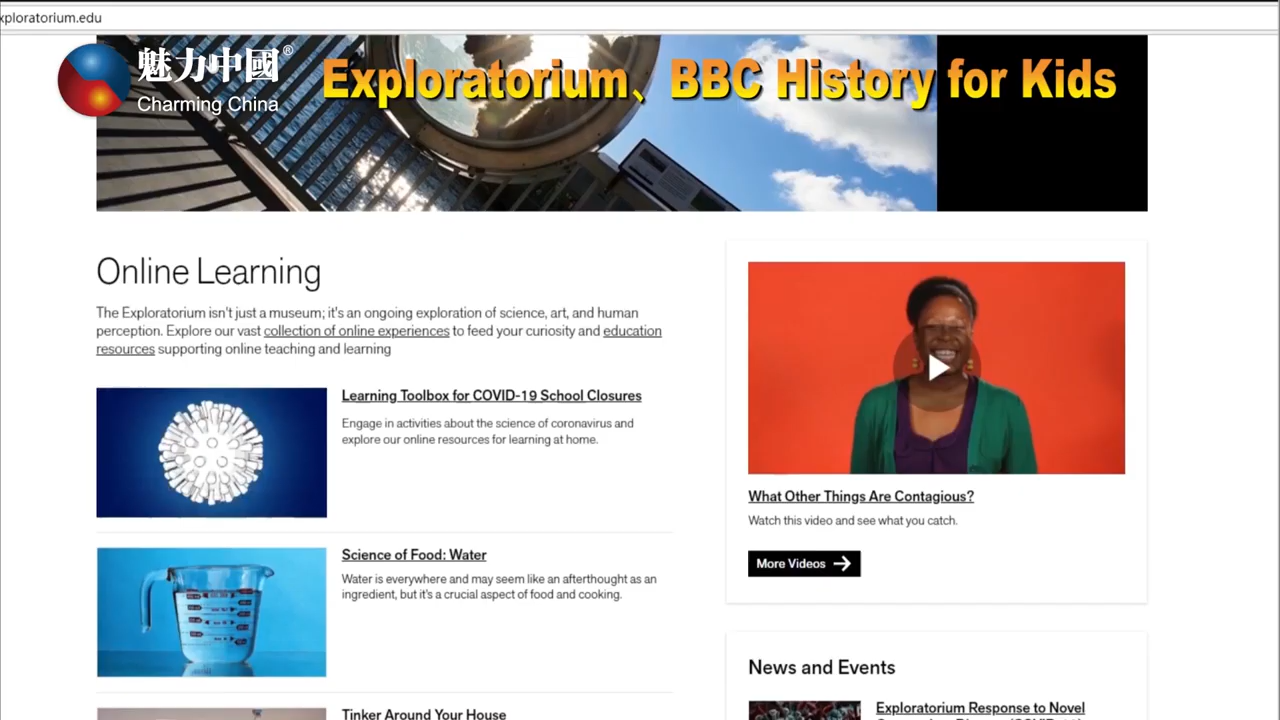 xploratorium.edu
魅力中國®
Charming China
Exploratorium、BBC History for Kids
Online Learning
The Exploratorium isn't just a museum; it's an ongoing exploration of science, art, and human
perception. Explore our vast collection of online experiences to feed your curiosity and education
resources supporting online teaching and learning
Learning Toolbox for COVID-19 School Closures
Engage in activities about the science of coronavirus and
explore our online resources for learning at home.
Science of Food: Water
Water is everywhere and may seem like an afterthought as an
ingredient, but it's a crucial aspect of food and cooking.
Tinker Around Your House
What Other Things Are Contagious?
Watch this video and see what you catch.
More Videos
News and Events
Exploratorium Response to Novel